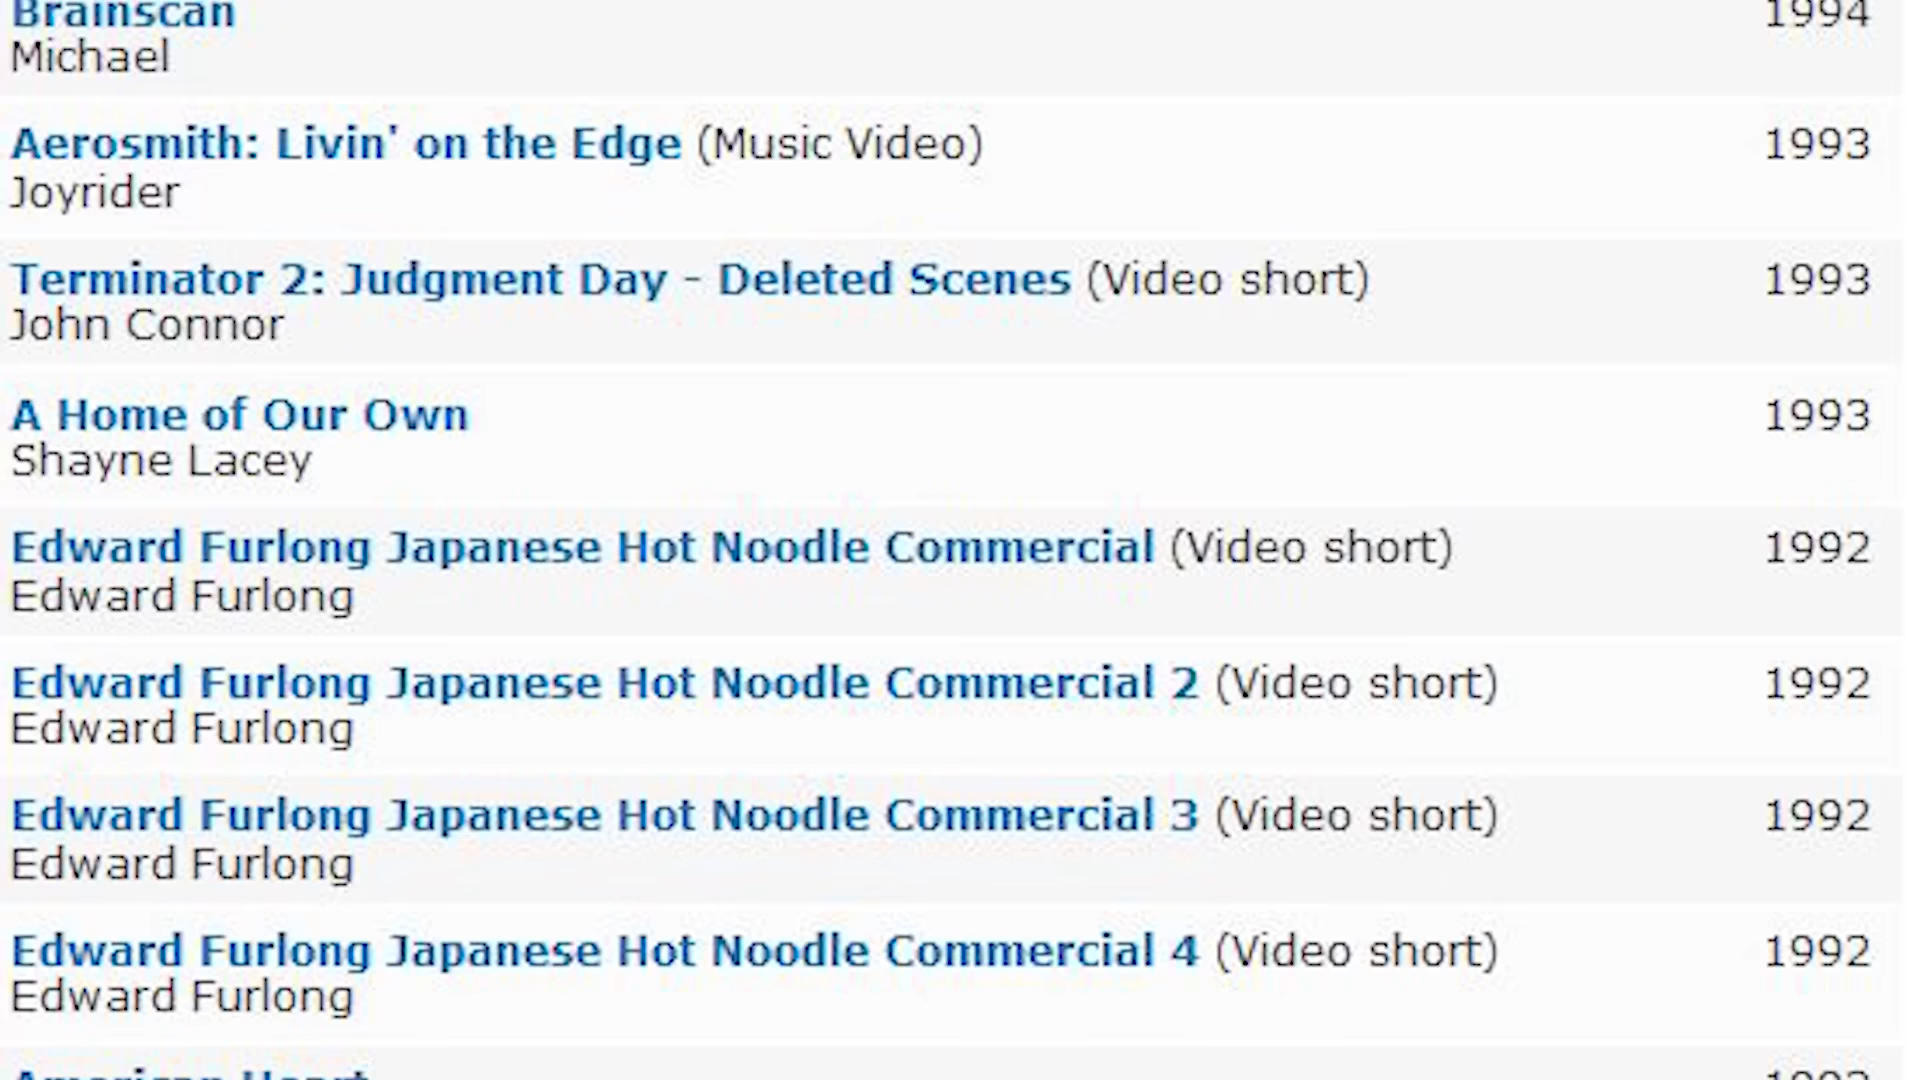 Brainscan 1994
Michael
Aerosmith: Livin' on the Edge (Music Video) 1993
Joyrider
Terminator 2: Judgment Day - Deleted Scenes (Video short) 1993
John Connor
A Home of Our Own 1993
Shayne Lacey
Edward Furlong Japanese Hot Noodle Commercial (Video short) 1992
Edward Furlong
Edward Furlong Japanese Hot Noodle Commercial 2 (Video short) 1992
Edward Furlong
Edward Furlong Japanese Hot Noodle Commercial 3 (Video short) 1992
Edward Furlong
Edward Furlong Japanese Hot Noodle Commercial 4 (Video short) 1992
Edward Furlong
American Heart